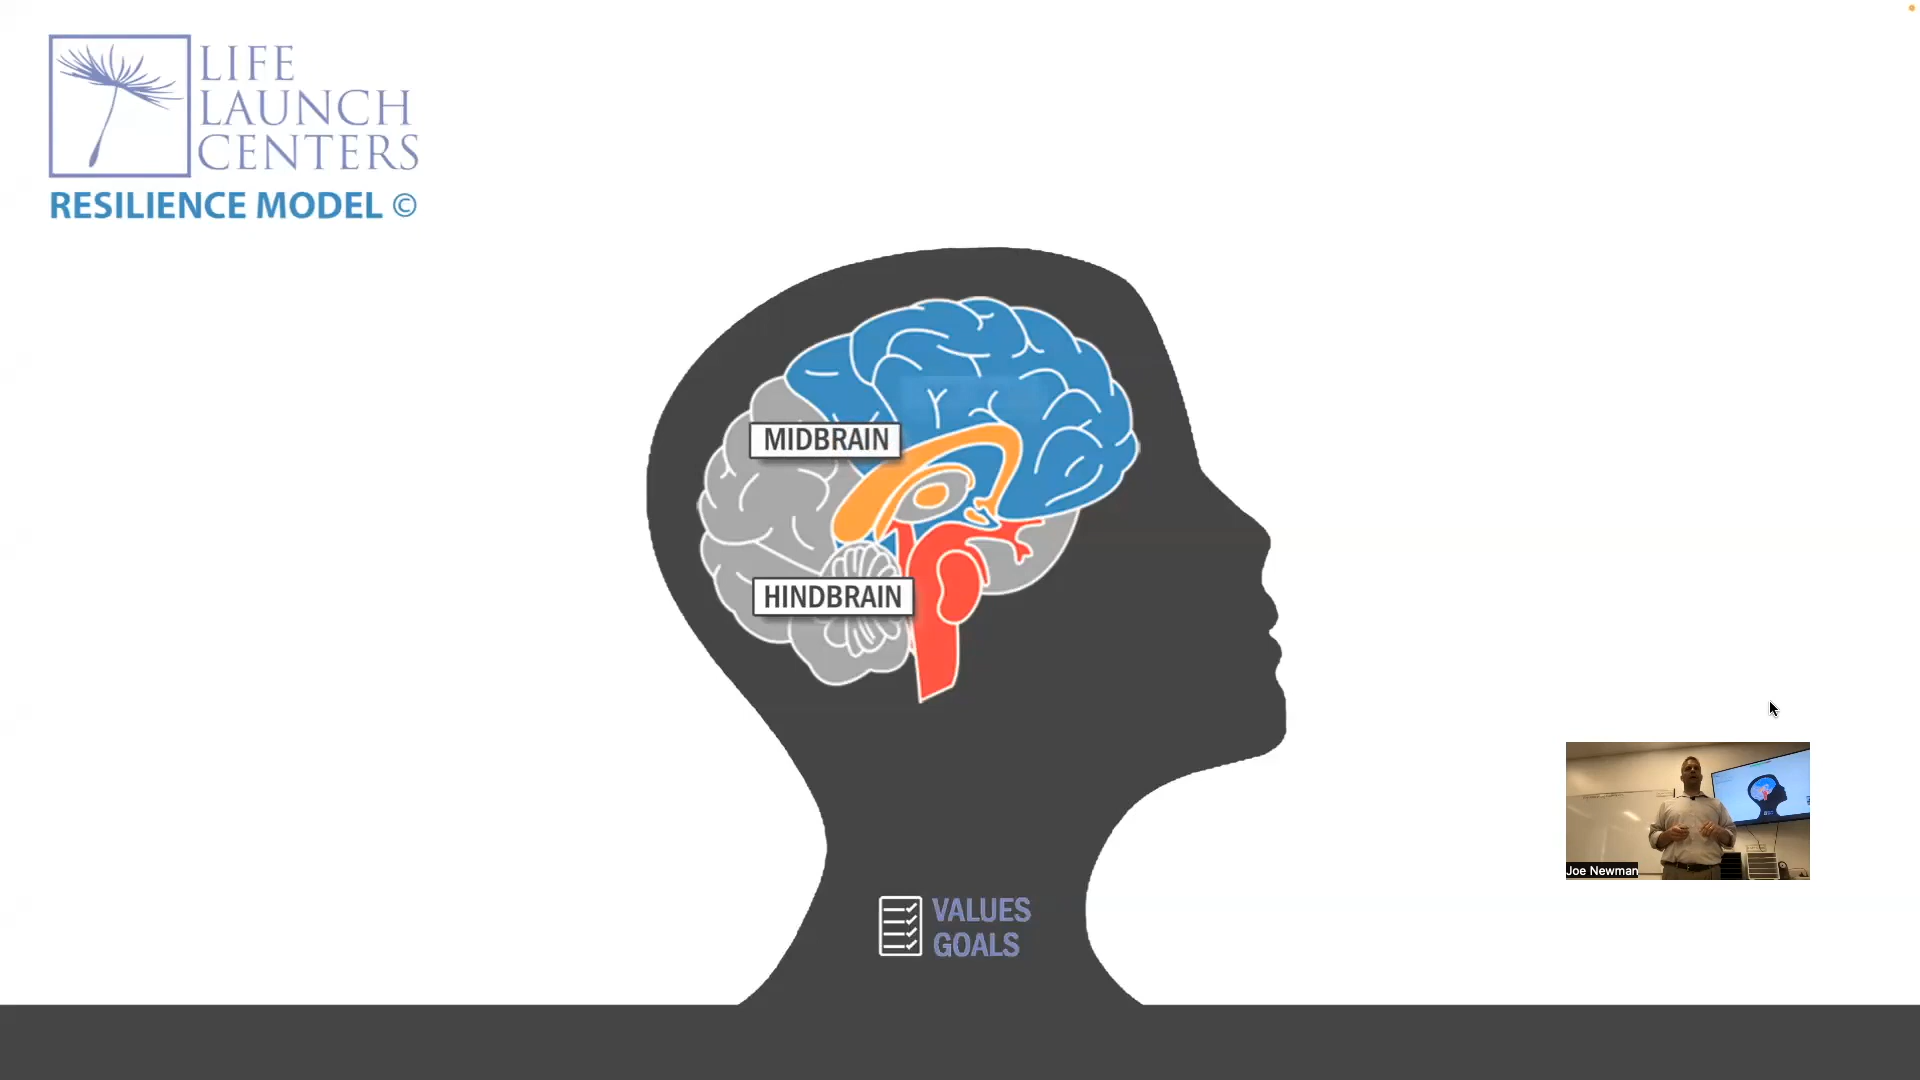 LIFE
LAUNCH
CENTERS
RESILIENCE MODEL ©
MIDBRAIN
HINDBRAIN
VALUES
GOALS
Joe Newman